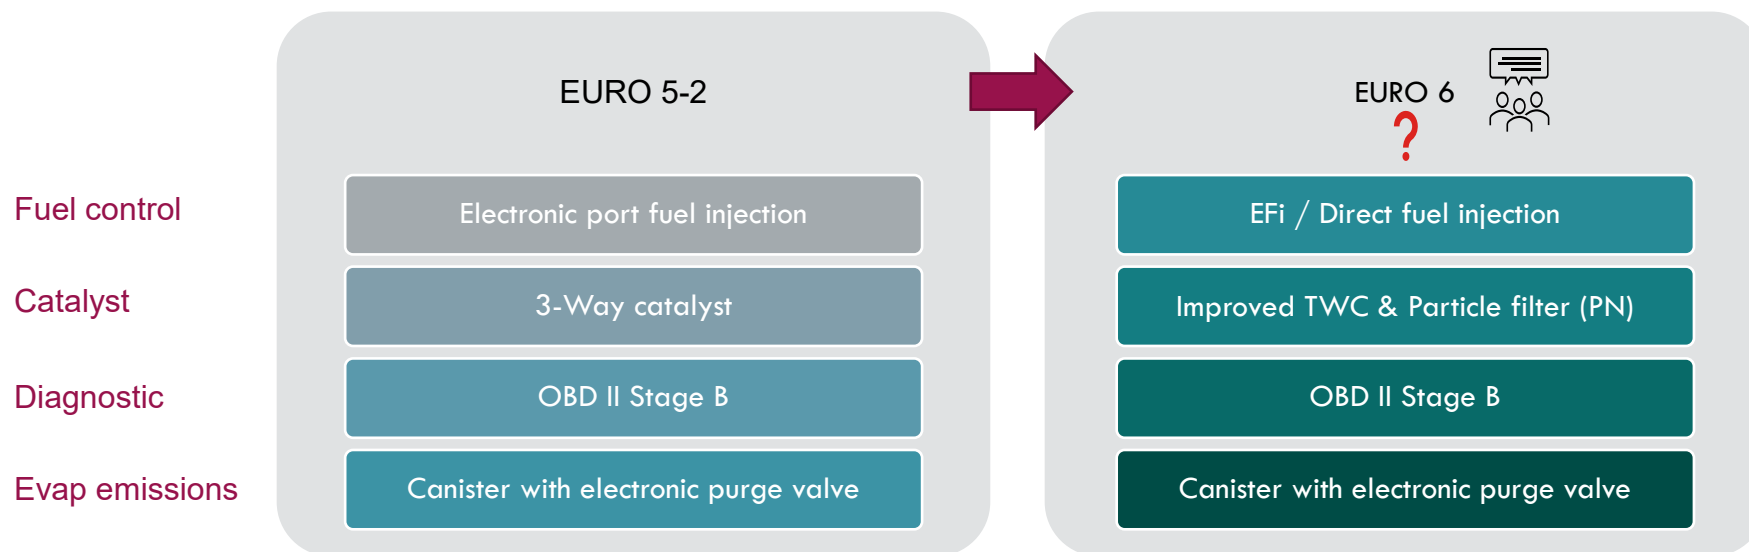 EURO 5-2
EURO 6
?
Fuel control
Electronic port fuel injection
EFi / Direct fuel injection
Catalyst
3-Way catalyst
Improved TWC & Particle filter (PN)
Diagnostic
OBD II Stage B
OBD II Stage B
Evap emissions
Canister with electronic purge valve
Canister with electronic purge valve